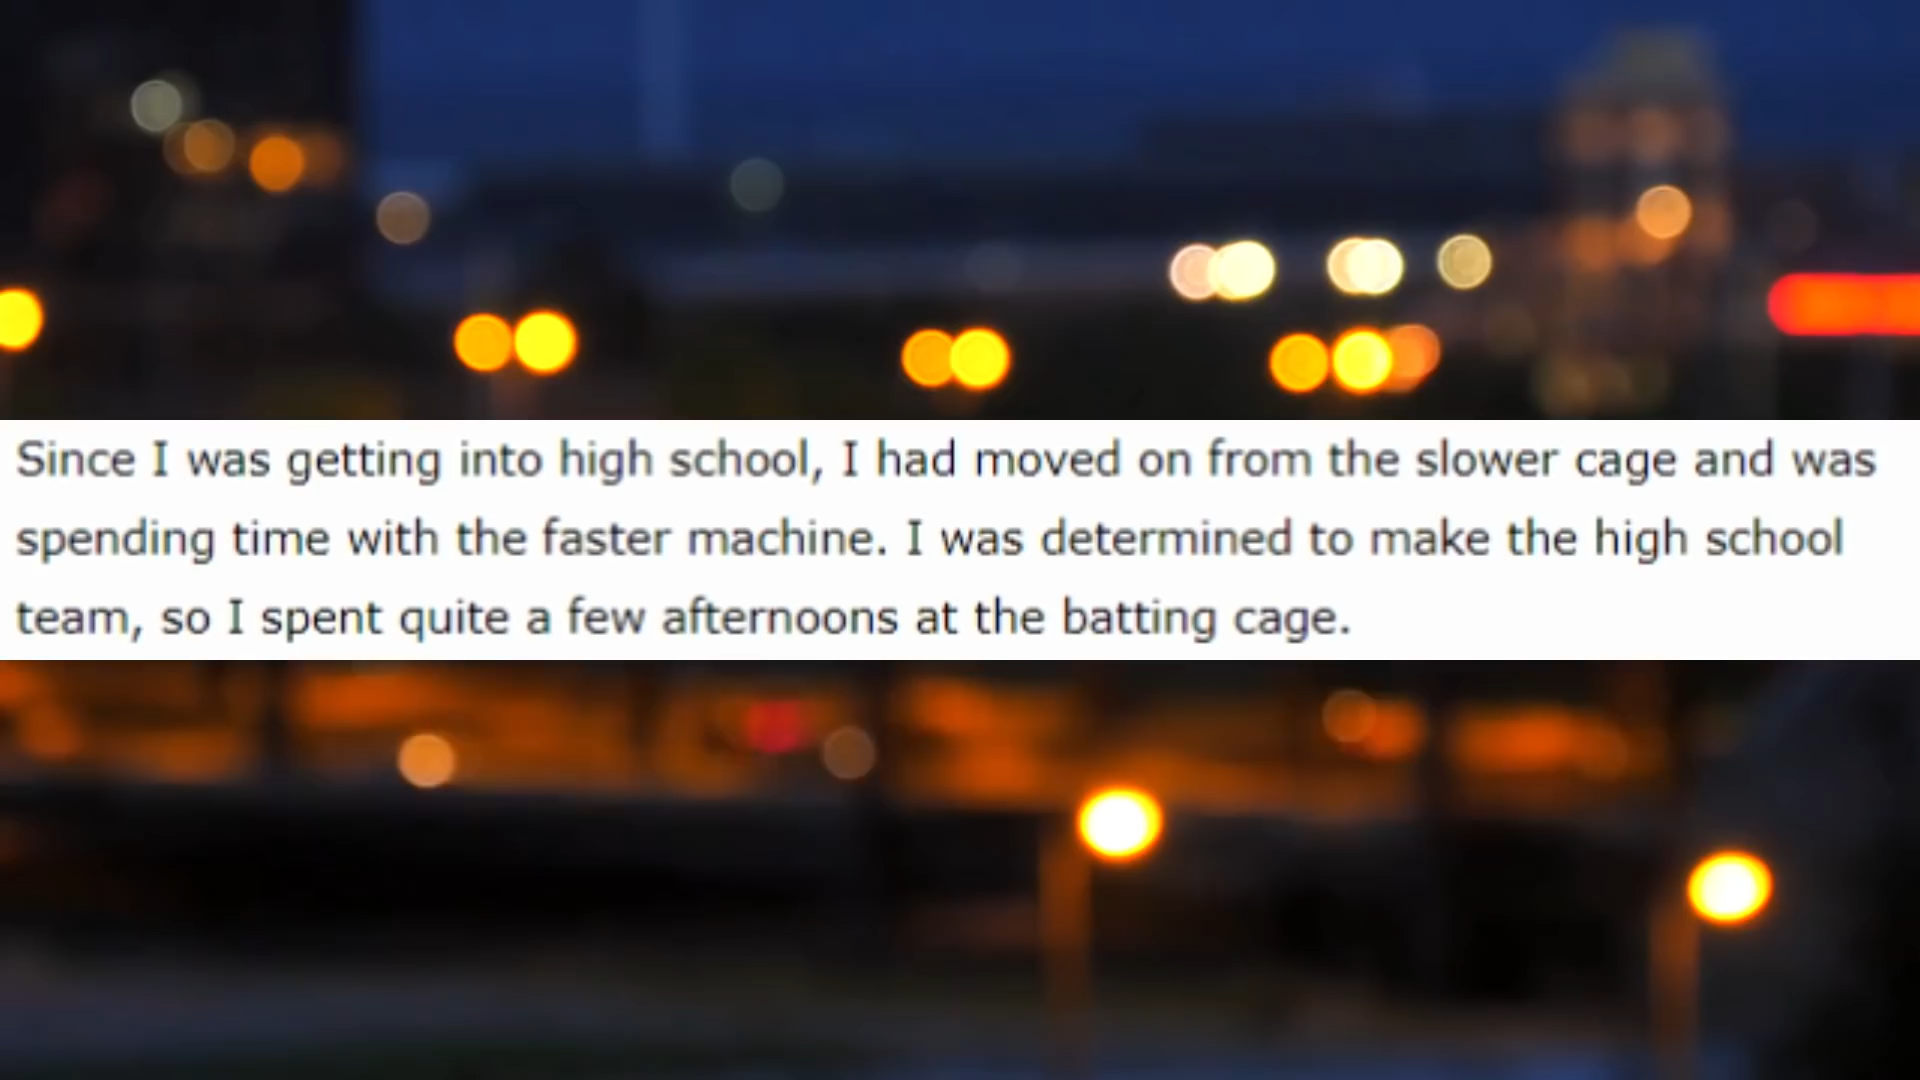 Since I was getting into high school, I had moved on from the slower cage and was
spending time with the faster machine. I was determined to make the high school
team, so I spent quite a few afternoons at the batting cage.